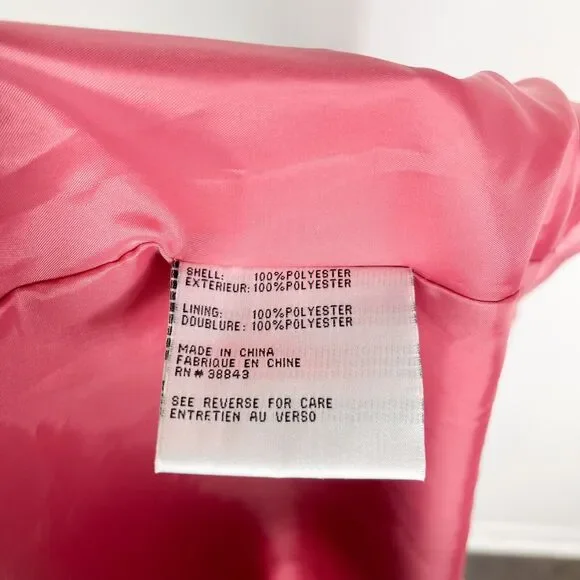 SHELL: 100%POLYESTER
EXTERIEUR: 100%POLYESTER
LINING: 100%POLYESTER
DOUBLURE: 100%POLYESTER
MADE IN CHINA
FABRIQUE EN CHINE
RN# 38843
SEE REVERSE FOR CARE
ENTRETIEN AU VERSO